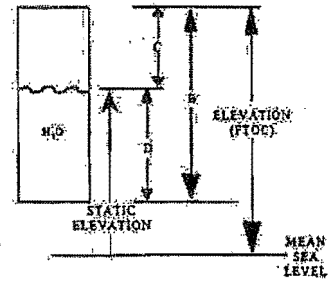 C
B
ELEVATION
(FTOC)
H₂O
D
STATIC
ELEVATION
MEAN
SEA
LEVEL